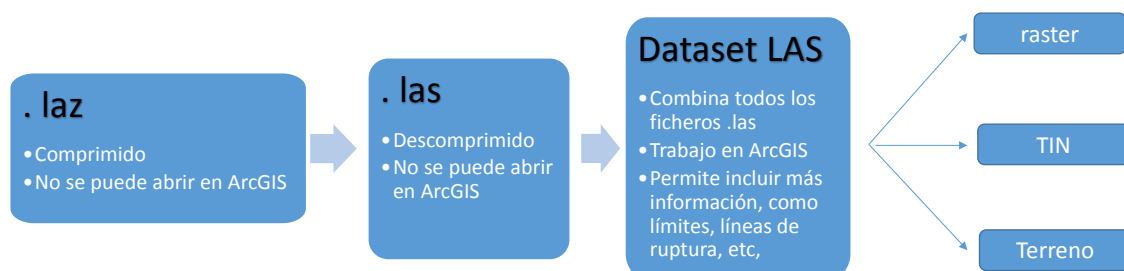 . laz
•Comprimido
•No se puede abrir en ArcGIS
. las
•Descomprimido
•No se puede abrir
en ArcGIS
Dataset LAS
•Combina todos los
ficheros .las
•Trabajo en ArcGIS
•Permite incluir más
información, como
límites, líneas de
ruptura, etc,
raster
TIN
Terreno